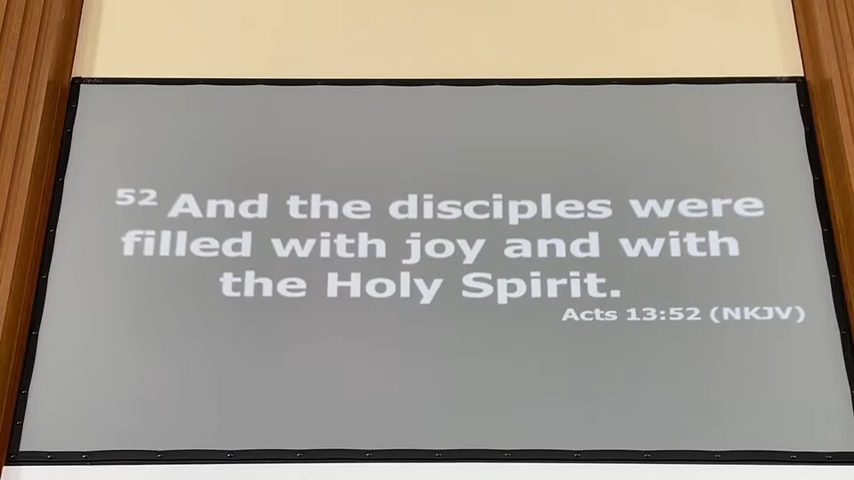 52 And the disciples were
filled with joy and with
the Holy Spirit.
Acts 13:52 (NKJV)